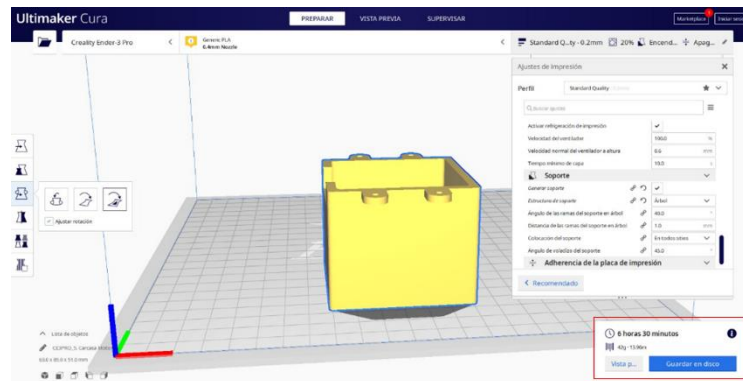 Ultimaker Cura
PREPARAR
VISTA PREVIA
SUPERVISAR
Marketplace
Creality Ender-3 Pro
Generic PLA
0.4mm Nozzle
Standard Q...ty - 0.2mm
20%
Encend...
Apag...
Ajustes de impresión
Perfil
Standard Quality
Activar refrigeración de impresión
Velocidad del ventilador
100.0
%
Velocidad normal del ventilador a altura
0.6
mm
Tiempo mínimo de capa
10.0
s
Soporte
Generar soporte
Estructura de soporte
Árbol
Ángulo de las ramas del soporte en árbol
40.0
°
Distancia de las ramas del soporte en árbol
1.0
mm
Colocación del soporte
En todos sitios
Ángulo de voladizo del soporte
45.0
°
Adherencia de la placa de impresión
Recomendado
Ajustar rotación
Lista de objetos
6 horas 30 minutos
Vista p...
Guardar en disco